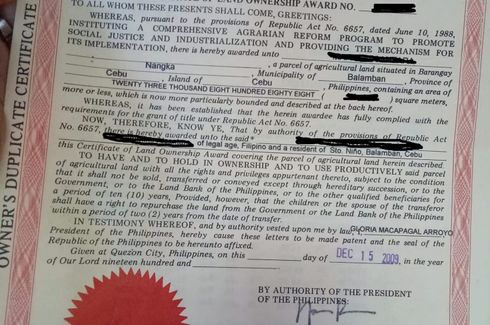 LAND OWNERSHIP AWARD NO.
TO ALL TO WHOM THESE PRESENTS SHALL COME, GREETINGS:
WHEREAS, pursuant to the provisions of Republic Act No. 6657, dated June 10, 1988,
INSTITUTING A COMPREHENSIVE AGRARIAN REFORM PROGRAM TO PROMOTE
SOCIAL JUSTICE AND INDUSTRIALIZATION AND PROVIDING THE MECHANISM FOR
ITS IMPLEMENTATION, there is hereby awarded unto
, a parcel of agricultural land situated in Barangay
Nangka, Municipality of Balamban, Province of
Cebu, Island of Cebu, Philippines, containing an area of
TWENTY THREE THOUSAND EIGHT HUNDRED EIGHTY EIGHT ( ) square meters,
more or less, which is now more particularly bounded and described at the back hereof.
WHEREAS, it has been established that the herein awardee has fully complied with the
requirements for the grant of title under Republic Act No. 6657.
NOW, THEREFORE, KNOW YE, That by authority of the provisions of Republic Act
No. 6657, there is hereby awarded unto the said"
of legal age, Filipino and a resident of Sto. Niño, Balamban, Cebu
this Certificate of Land Ownership Award covering the parcel of agricultural land herein described.
TO HAVE AND TO HOLD IN OWNERSHIP AND TO USE PRODUCTIVELY said parcel
of agricultural land with all the rights and privileges appurtenant thereto, subject to the condition
that it shall not be sold, transferred or conveyed except through hereditary succession, or to the
Government, or to the Land Bank of the Philippines, or to the other qualified beneficiaries for
a period of ten (10) years, Provided, however, that the children or the spouse of the transferor
shall have a right to repurchase the land from the Government or the Land Bank of the Philippines
within a period of two (2) years from the date of transfer.
IN TESTIMONY WHEREOF, and by authority vested upon me by law, I, GLORIA MACAPAGAL ARROYO
President of the Philippines, hereby cause these letters to be made patent and the seal of the
Republic of the Philippines to be hereunto affixed.
Given at Quezon City, Philippines, on this day of DEC 15 2009, in the year
of Our Lord nineteen hundred and
BY AUTHORITY OF THE PRESIDENT
OF THE PHILIPPINES:
OWNER'S DUPLICATE CERTIFICATE